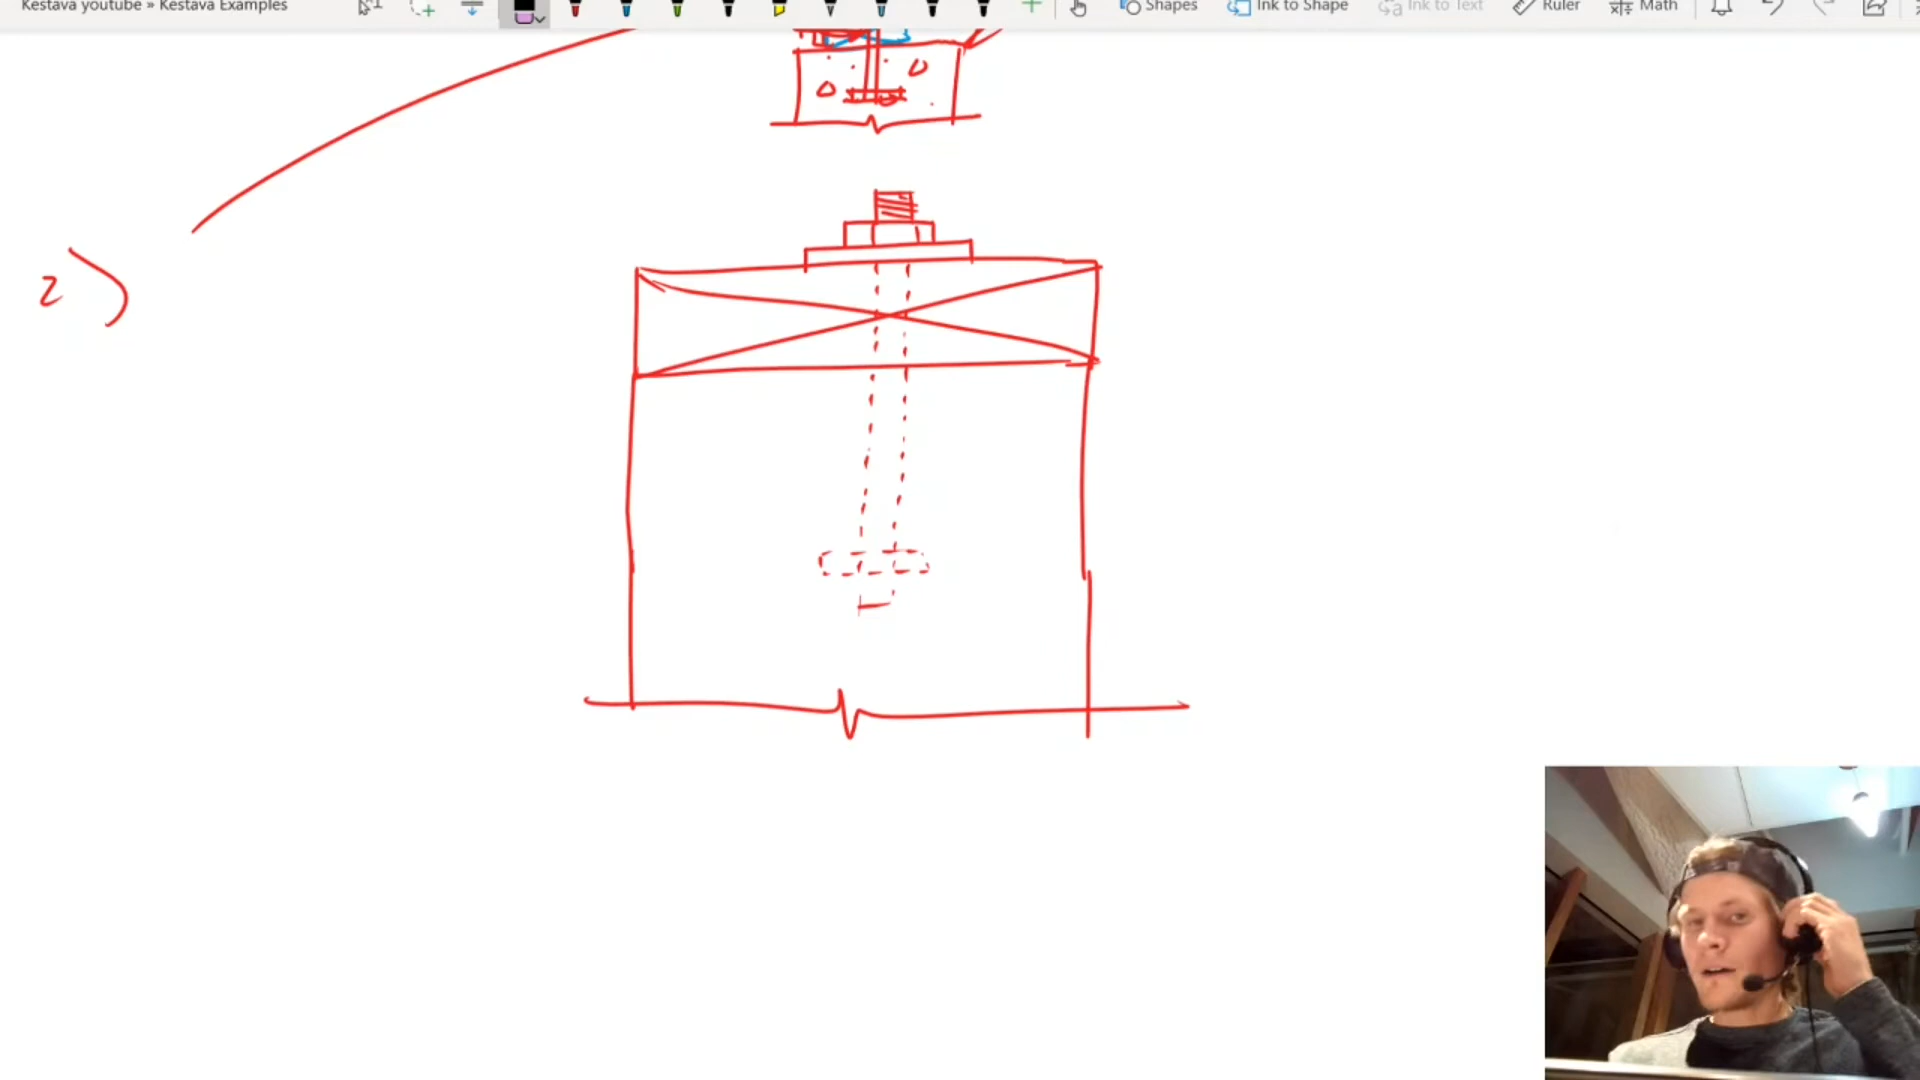 Kestava youtube » Kestava Examples
Shapes
Ink to Shape
Ink to Text
Ruler
Math
2)